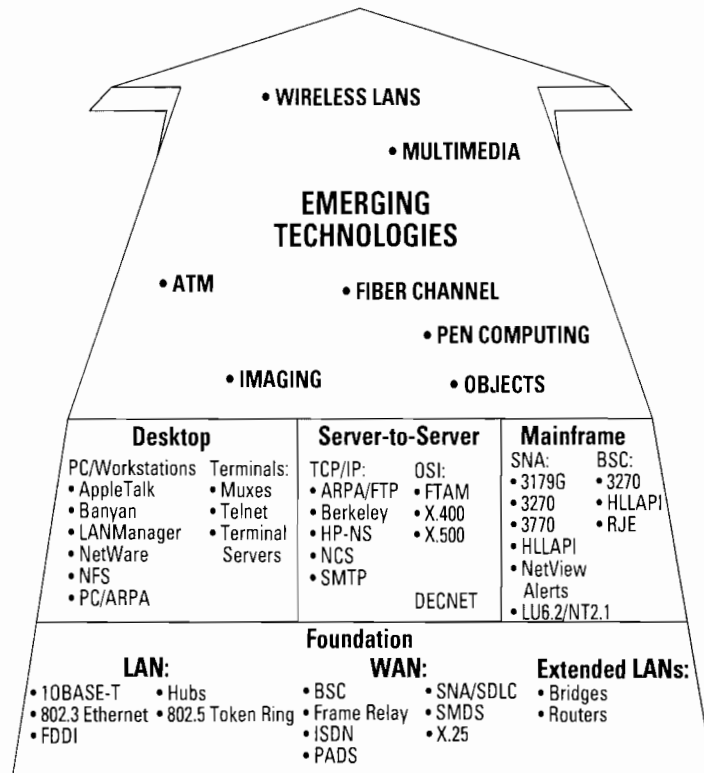 • WIRELESS LANS
• MULTIMEDIA
EMERGING
TECHNOLOGIES
• ATM
• FIBER CHANNEL
• PEN COMPUTING
• IMAGING
• OBJECTS
Desktop
PC/Workstations
• AppleTalk
• Banyan
• LANManager
• NetWare
• NFS
• PC/ARPA
Terminals:
• Muxes
• Telnet
• Terminal
Servers
Server-to-Server
TCP/IP:
• ARPA/FTP
• Berkeley
• HP-NS
• NCS
• SMTP
OSI:
• FTAM
• X.400
• X.500
DECNET
Mainframe
SNA:
• 3179G
• 3270
• 3770
• HLLAPI
• NetView
Alerts
• LU6.2/NT2.1
BSC:
• 3270
• HLLAPI
• RJE
Foundation
LAN:
• 10BASE-T
• 802.3 Ethernet
• FDDI
• Hubs
• 802.5 Token Ring
WAN:
• BSC
• Frame Relay
• ISDN
• PADS
• SNA/SDLC
• SMDS
• X.25
Extended LANs:
• Bridges
• Routers